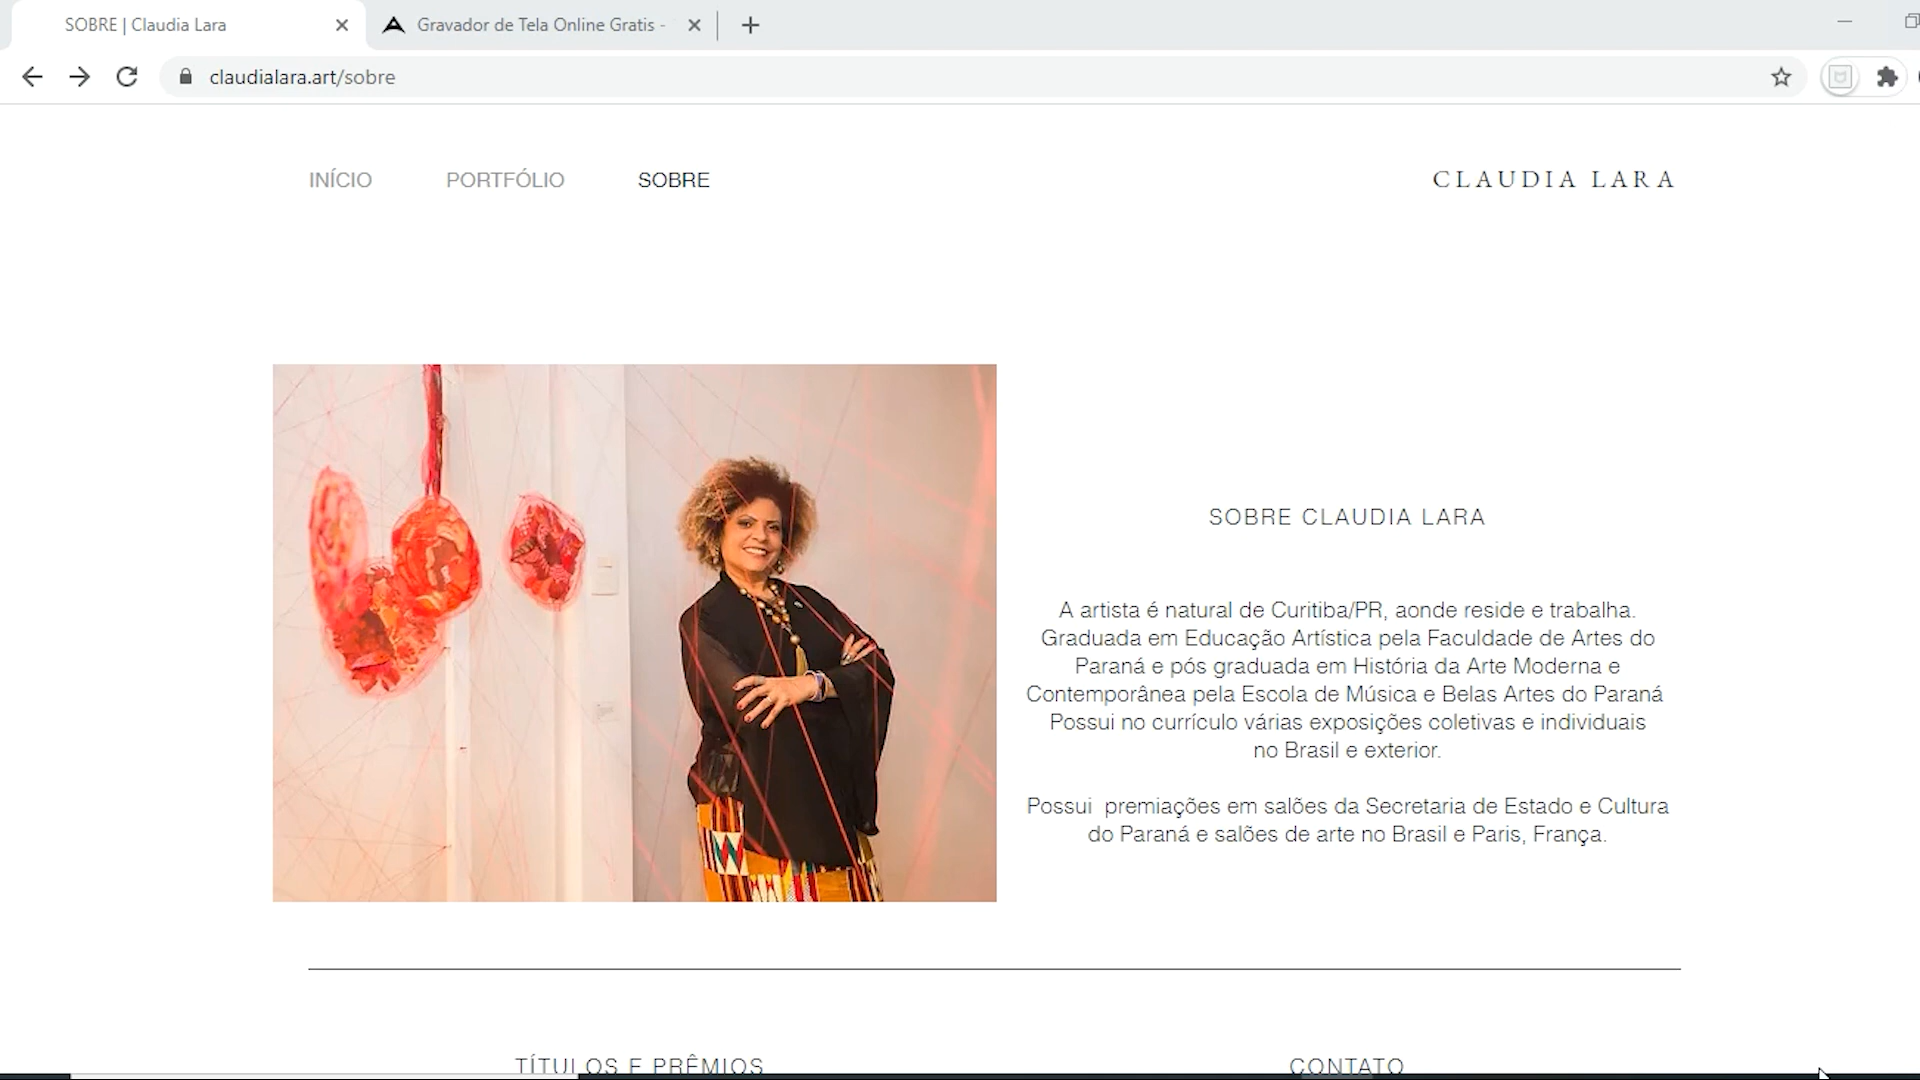 SOBRE | Claudia Lara
Gravador de Tela Online Gratis -
claudialara.art/sobre
INÍCIO
PORTFÓLIO
SOBRE
CLAUDIA LARA
SOBRE CLAUDIA LARA
A artista é natural de Curitiba/PR, aonde reside e trabalha.
Graduada em Educação Artística pela Faculdade de Artes do
Paraná e pós graduada em História da Arte Moderna e
Contemporânea pela Escola de Música e Belas Artes do Paraná
Possui no currículo várias exposições coletivas e individuais
no Brasil e exterior.
Possui  premiações em salões da Secretaria de Estado e Cultura
do Paraná e salões de arte no Brasil e Paris, França.
TÍTULOS E PRÊMIOS
CONTATO